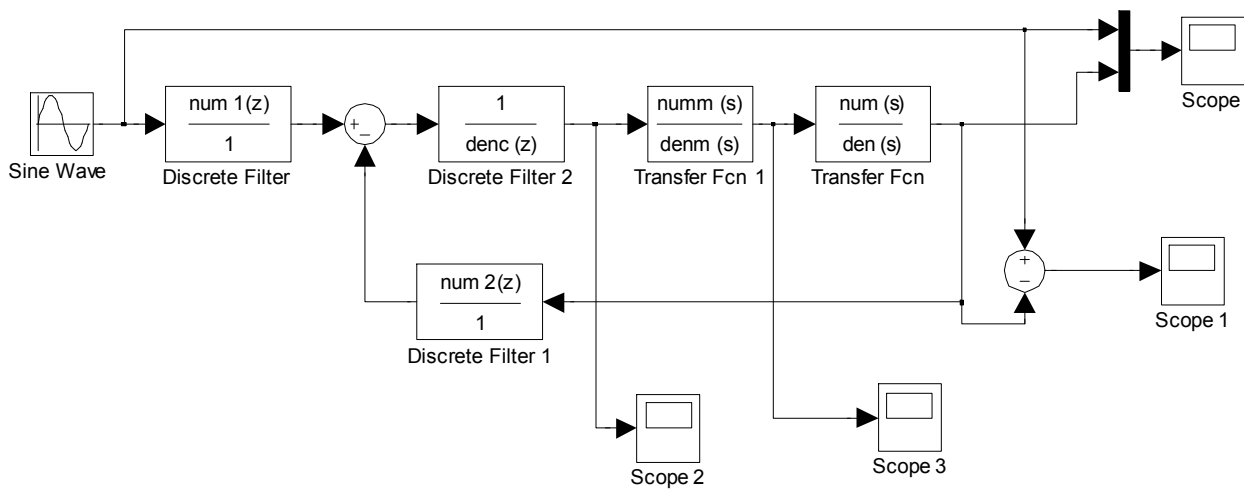 Scope
Sine Wave
num 1(z)
1
Discrete Filter
+
−
1
denc (z)
Discrete Filter 2
numm (s)
denm (s)
Transfer Fcn 1
num (s)
den (s)
Transfer Fcn
+
−
Scope 1
num 2(z)
1
Discrete Filter 1
Scope 2
Scope 3